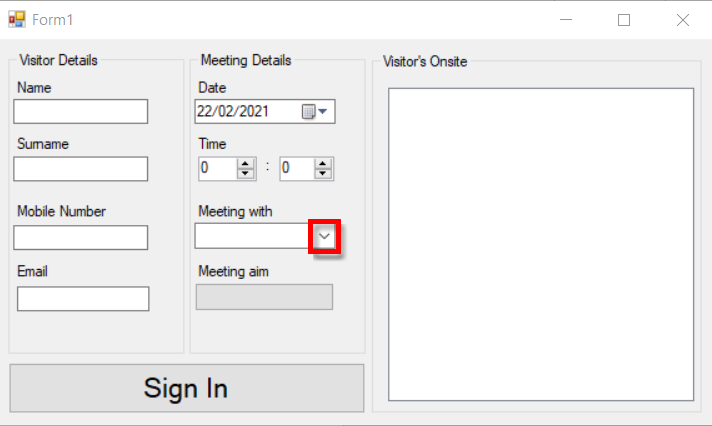 Form1
Visitor Details
Name
Surname
Mobile Number
Email
Meeting Details
Date
22/02/2021
Time
0 : 0
Meeting with
Meeting aim
Visitor's Onsite
Sign In